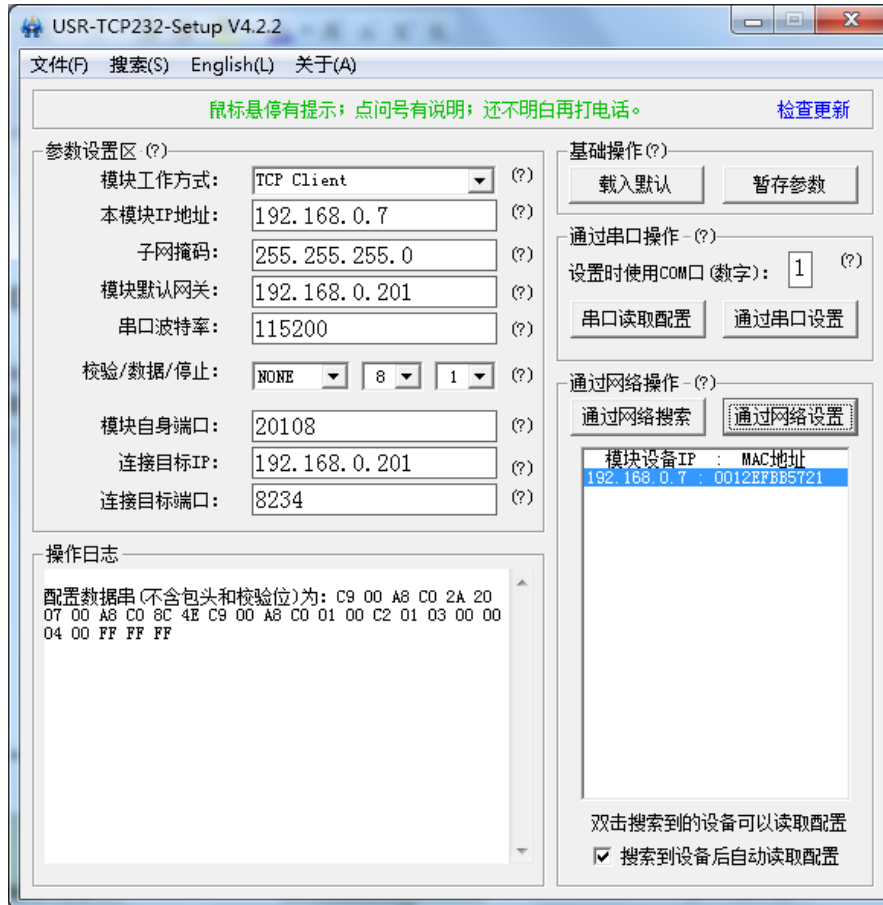 USR-TCP232-Setup V4.2.2
文件(F) 搜索(S) English(L) 关于(A)
鼠标悬停有提示；点问号有说明；还不明白再打电话。 检查更新
参数设置区 (?)
模块工作方式： TCP Client (?)
本模块IP地址： 192.168.0.7 (?)
子网掩码： 255.255.255.0 (?)
模块默认网关： 192.168.0.201 (?)
串口波特率： 115200 (?)
校验/数据/停止： NONE 8 1 (?)
模块自身端口： 20108 (?)
连接目标IP： 192.168.0.201 (?)
连接目标端口： 8234 (?)
基础操作(?)
载入默认 暂存参数
通过串口操作-(?)
设置时使用COM口(数字)： 1 (?)
串口读取配置 通过串口设置
通过网络操作-(?)
通过网络搜索 通过网络设置
模块设备IP : MAC地址
192.168.0.7 : 0012EFBB5721
双击搜索到的设备可以读取配置
搜索到设备后自动读取配置
操作日志
配置数据串(不含包头和校验位)为: C9 00 A8 C0 2A 20
07 00 A8 C0 8C 4E C9 00 A8 C0 01 00 C2 01 03 00 00
04 00 FF FF FF